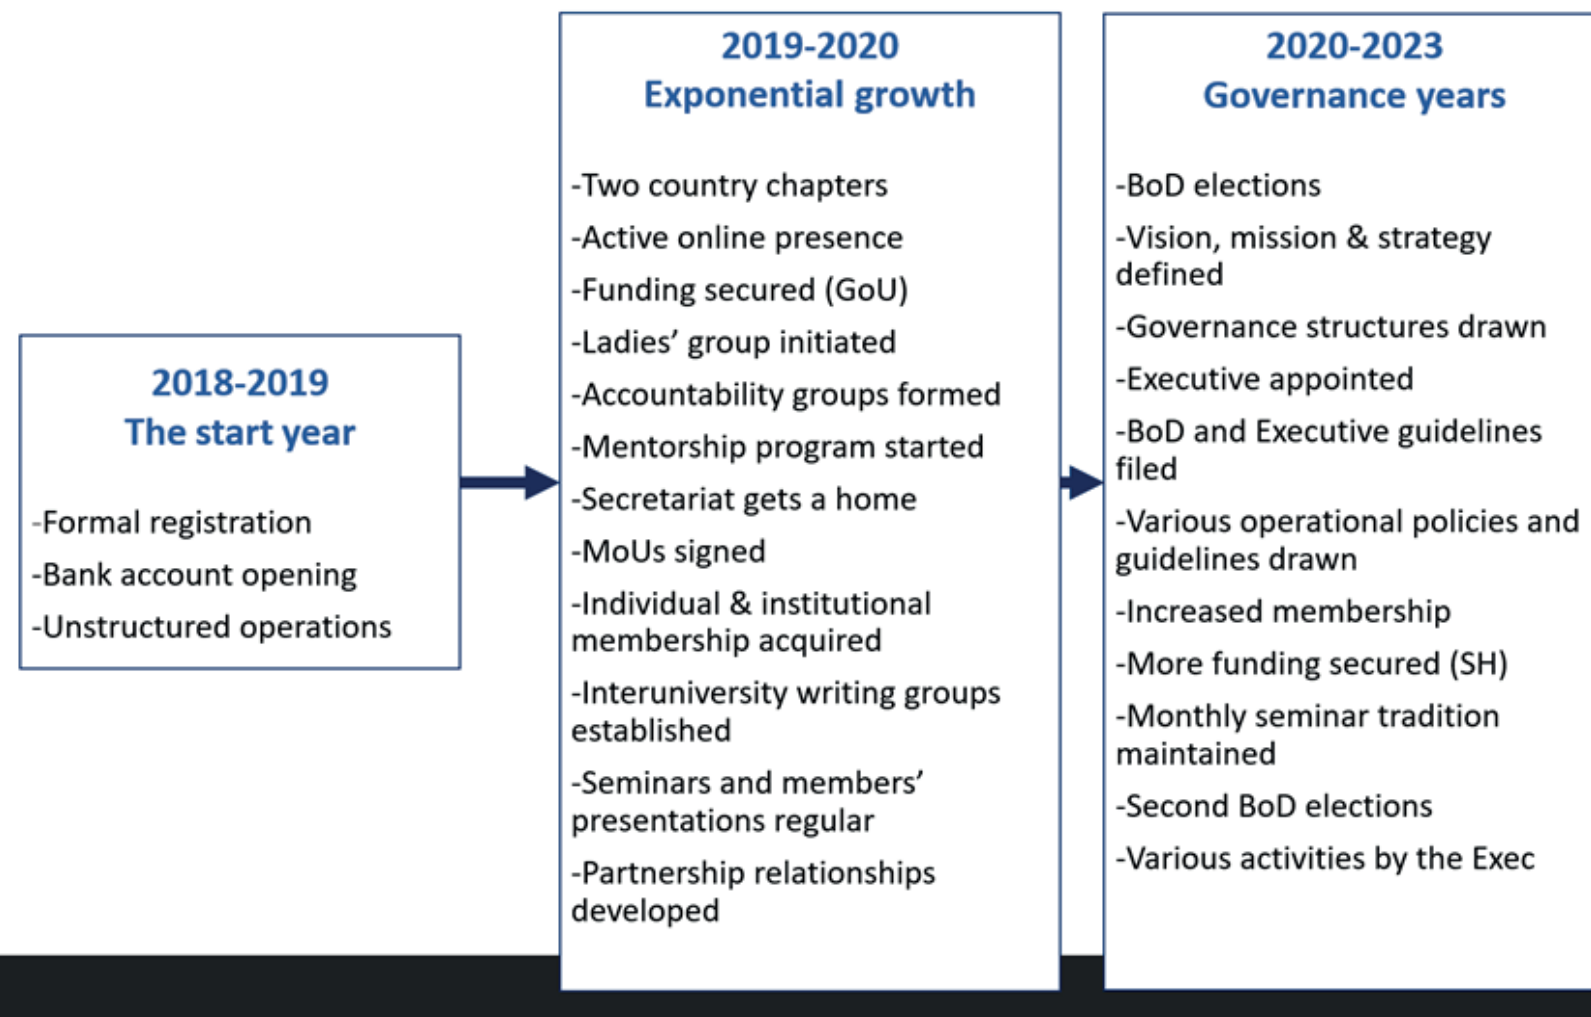 2018-2019
The start year
-Formal registration
-Bank account opening
-Unstructured operations
2019-2020
Exponential growth
-Two country chapters
-Active online presence
-Funding secured (GoU)
-Ladies’ group initiated
-Accountability groups formed
-Mentorship program started
-Secretariat gets a home
-MoUs signed
-Individual & institutional
membership acquired
-Interuniversity writing groups
established
-Seminars and members’
presentations regular
-Partnership relationships
developed
2020-2023
Governance years
-BoD elections
-Vision, mission & strategy
defined
-Governance structures drawn
-Executive appointed
-BoD and Executive guidelines
filed
-Various operational policies and
guidelines drawn
-Increased membership
-More funding secured (SH)
-Monthly seminar tradition
maintained
-Second BoD elections
-Various activities by the Exec